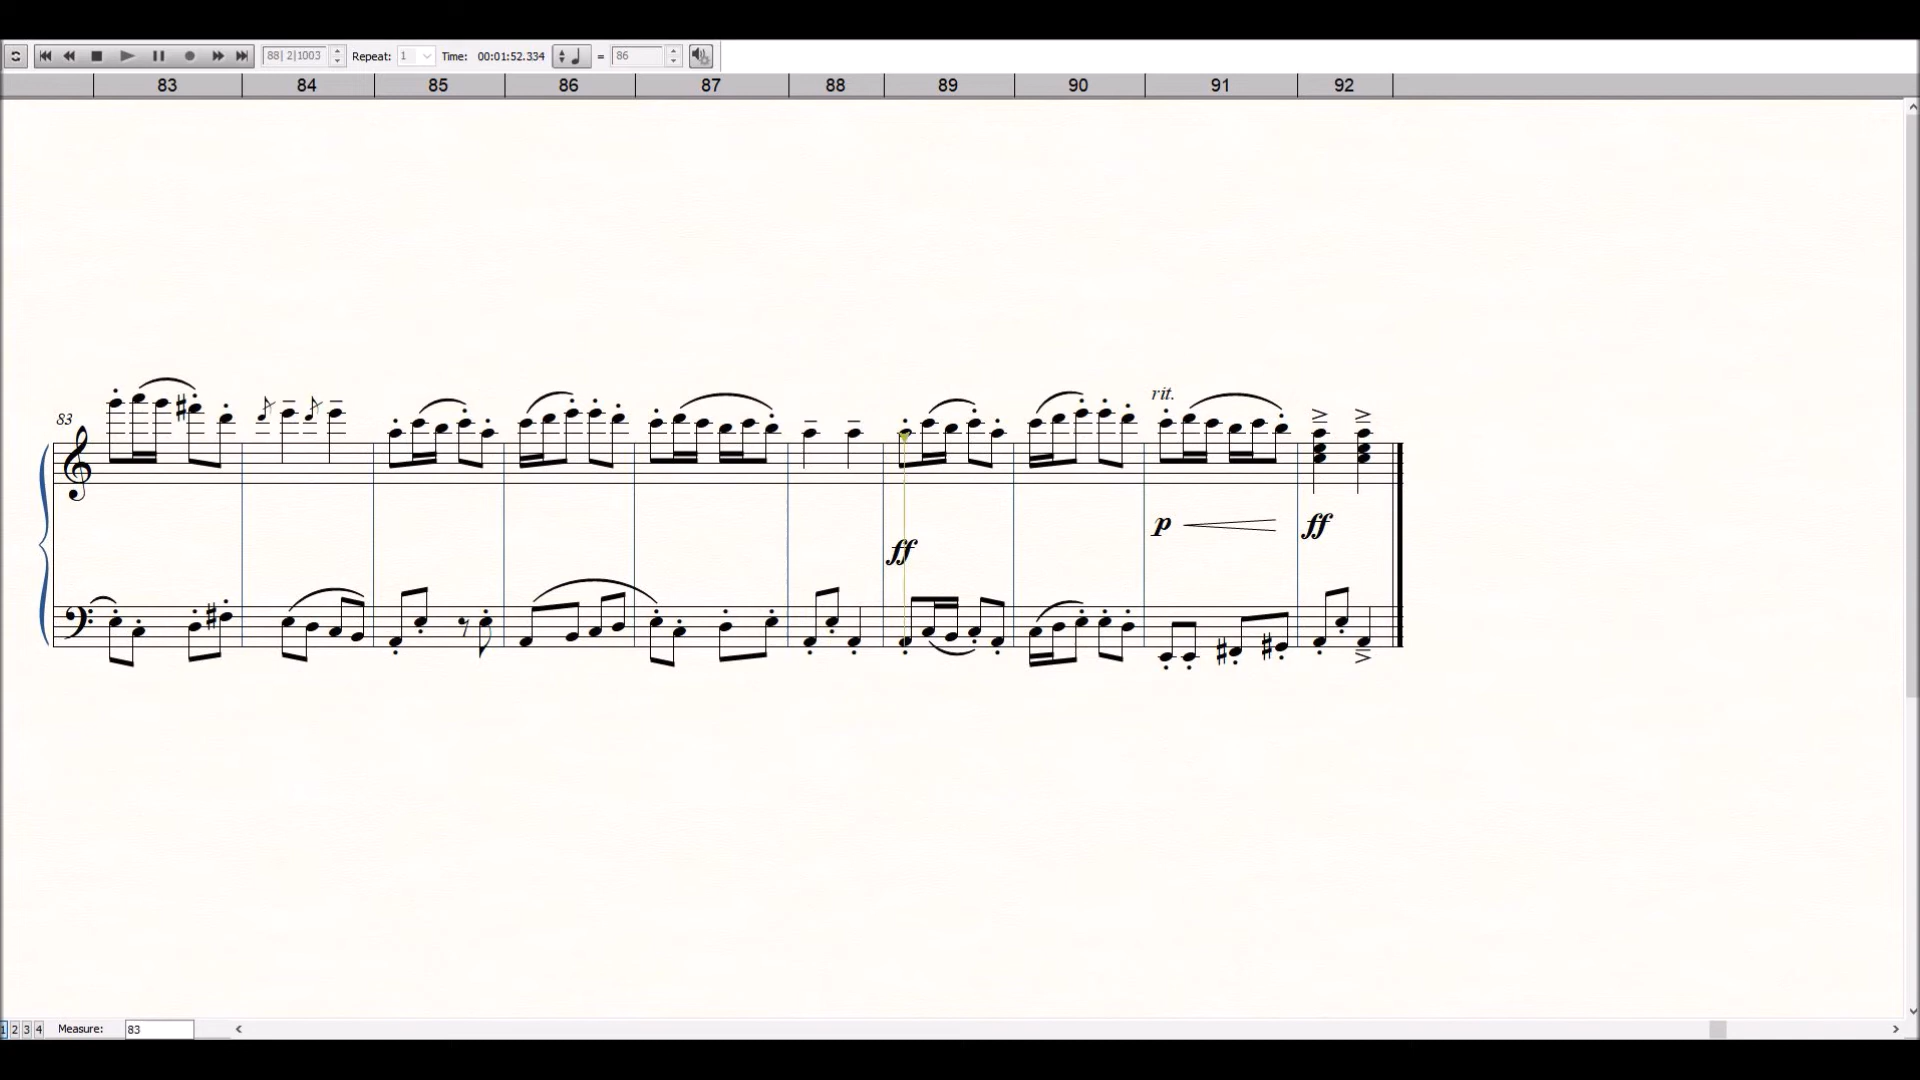 88| 2|1003 Repeat: 1 Time: 00:01:52.334 = 86
83 84 85 86 87 88 89 90 91 92
rit.
83
p ff
ff
1 2 3 4 Measure: 83